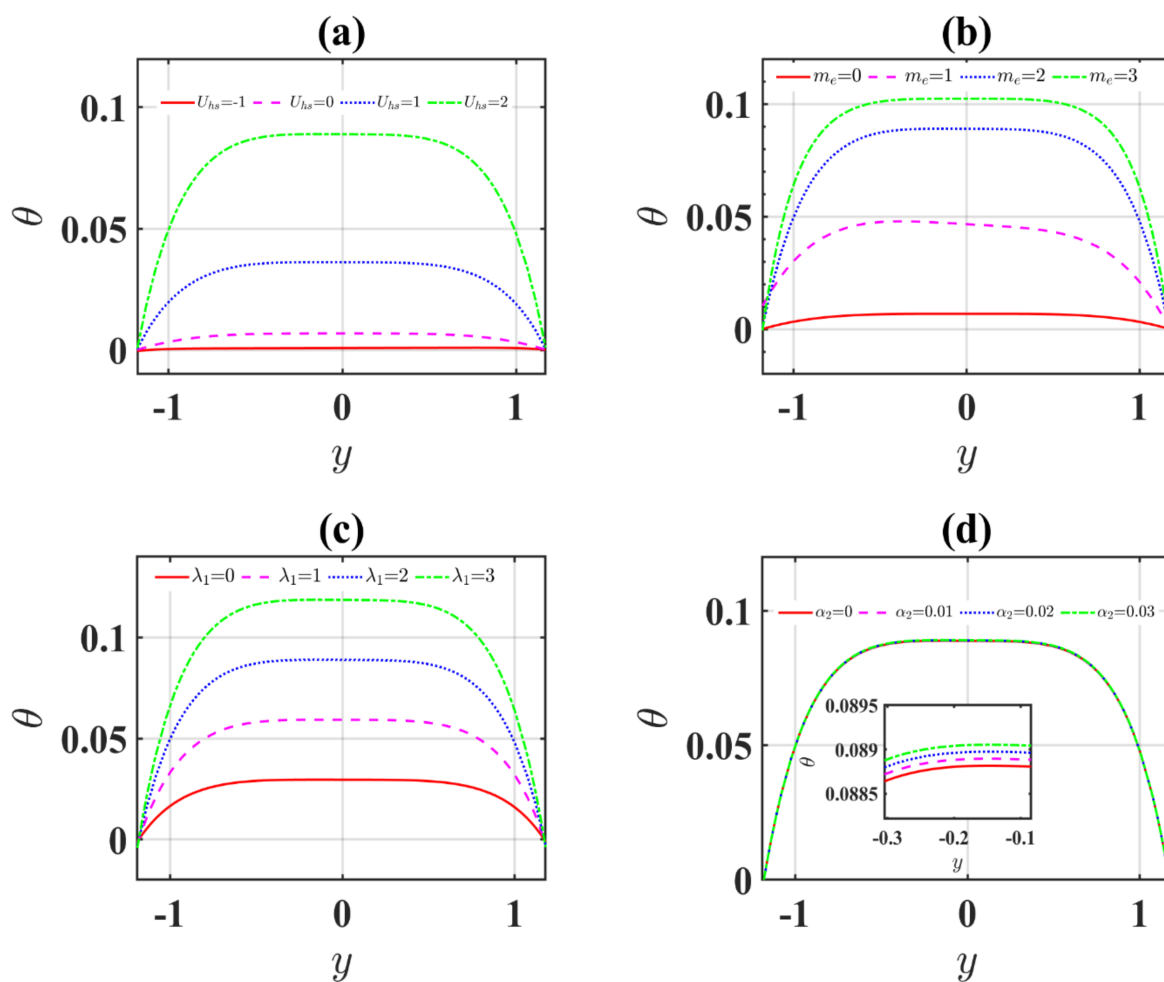 (a)
U_hs=-1 U_hs=0 U_hs=1 U_hs=2
0.1
0.05
0
θ
-1 0 1
y
(b)
m_e=0 m_e=1 m_e=2 m_e=3
0.1
0.05
0
θ
-1 0 1
y
(c)
λ₁=0 λ₁=1 λ₁=2 λ₁=3
0.1
0.05
0
θ
-1 0 1
y
(d)
α₂=0 α₂=0.01 α₂=0.02 α₂=0.03
0.1
0.05
0
θ
0.0895
0.089
0.0885
θ
-0.3 -0.2 -0.1
y
-1 0 1
y